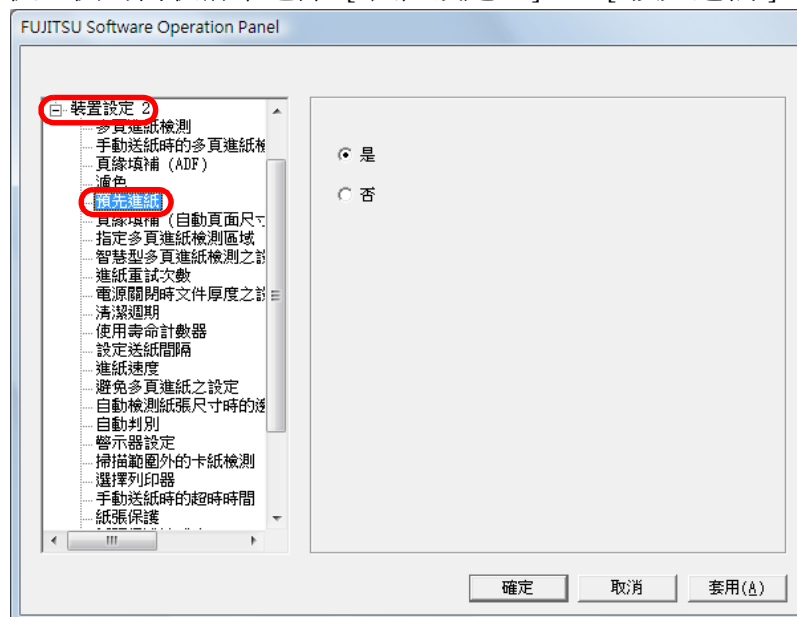 FUJITSU Software Operation Panel
裝置設定 2
多頁進紙檢測
手動送紙時的多頁進紙檢
頁緣填補 (ADF)
濾色
預先進紙
頁緣填補 (自動頁面尺寸
指定多頁進紙檢測區域
智慧型多頁進紙檢測之
進紙重試次數
電源關閉時文件厚度之
清潔週期
使用壽命計數器
設定送紙間隔
進紙速度
避免多頁進紙之設定
自動檢測紙張尺寸時的
自動判別
警示器設定
掃描範圍外的卡紙檢測
選擇列印器
手動送紙時的超時時間
紙張保護
是
否
確定
取消
套用(A)